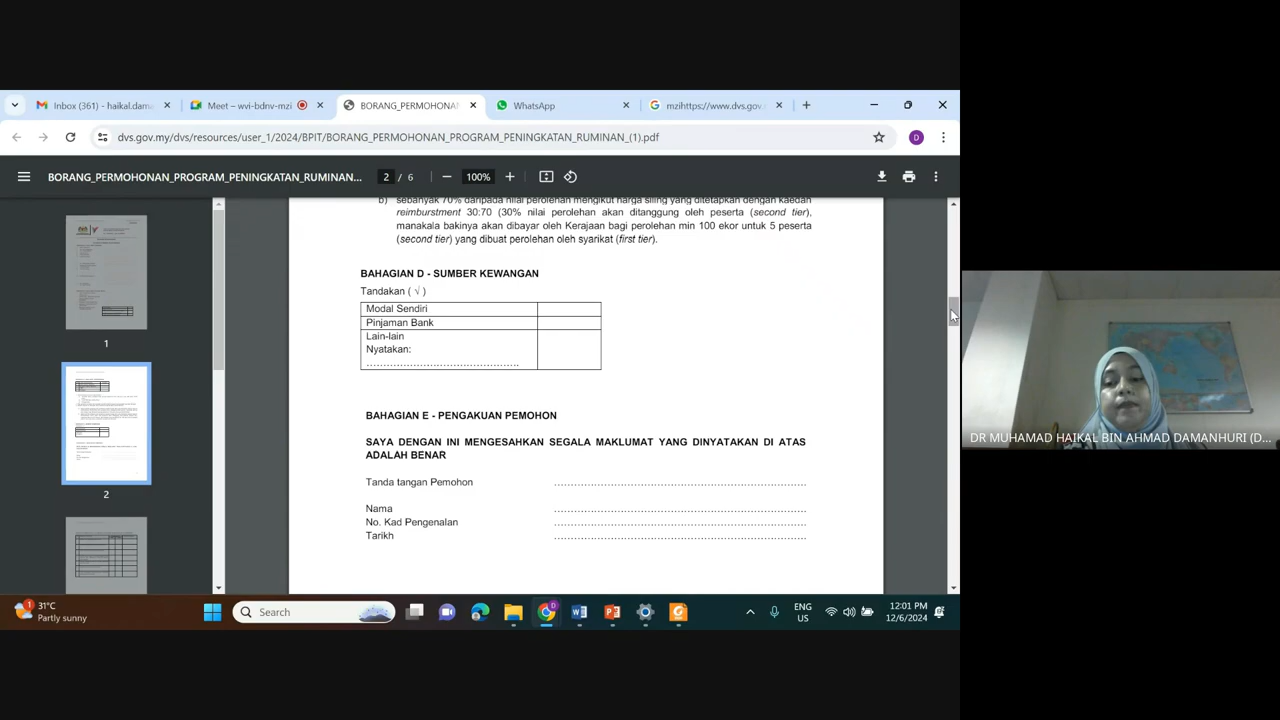 Inbox (361) - haikal.dama
Meet – wvi-bdnv-mzi
BORANG_PERMOHONAN
WhatsApp
mzihttps://www.dvs.gov.
dvs.gov.my/dvs/resources/user_1/2024/BPIT/BORANG_PERMOHONAN_PROGRAM_PENINGKATAN_RUMINAN_(1).pdf
BORANG_PERMOHONAN_PROGRAM_PENINGKATAN_RUMINAN...
2 / 6
100%
1
2
b) sebanyak 70% daripada nilai perolehan mengikut harga siling yang ditetapkan dengan kaedah
reimburstment 30:70 (30% nilai perolehan akan ditanggung oleh peserta (second tier),
manakala bakinya akan dibayar oleh Kerajaan bagi perolehan min 100 ekor untuk 5 peserta
(second tier) yang dibuat perolehan oleh syarikat (first tier).
BAHAGIAN D - SUMBER KEWANGAN
Tandakan ( √ )
Modal Sendiri
Pinjaman Bank
Lain-lain
Nyatakan:
………………………………………
BAHAGIAN E - PENGAKUAN PEMOHON
SAYA DENGAN INI MENGESAHKAN SEGALA MAKLUMAT YANG DINYATAKAN DI ATAS
ADALAH BENAR
Tanda tangan Pemohon …………………………………………………………
Nama …………………………………………………………
No. Kad Pengenalan …………………………………………………………
Tarikh …………………………………………………………
DR MUHAMAD HAIKAL BIN AHMAD DAMANHURI (D...
1
31°C
Partly sunny
Search
ENG
US
12:01 PM
12/6/2024